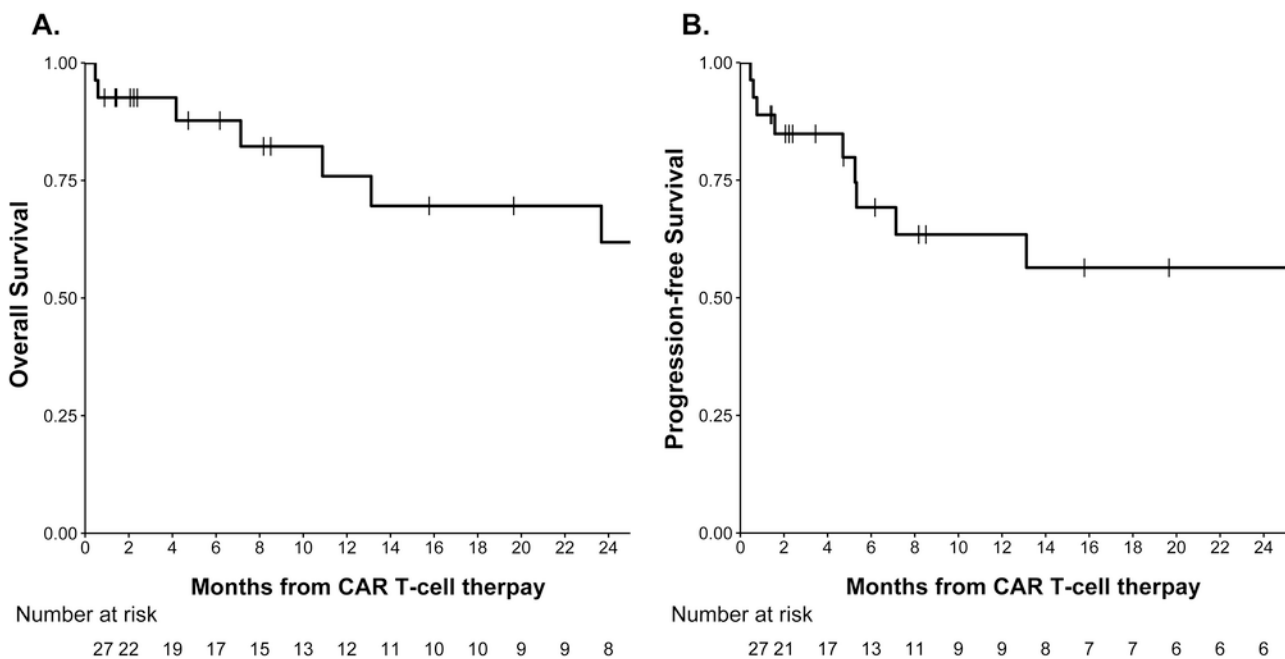 A.
Overall Survival
1.00
0.75
0.50
0.25
0.00
0 2 4 6 8 10 12 14 16 18 20 22 24
Months from CAR T-cell therpay
Number at risk
27 22 19 17 15 13 12 11 10 10 9 9 8
B.
Progression-free Survival
1.00
0.75
0.50
0.25
0.00
0 2 4 6 8 10 12 14 16 18 20 22 24
Months from CAR T-cell therpay
Number at risk
27 21 17 13 11 9 9 8 7 7 6 6 6